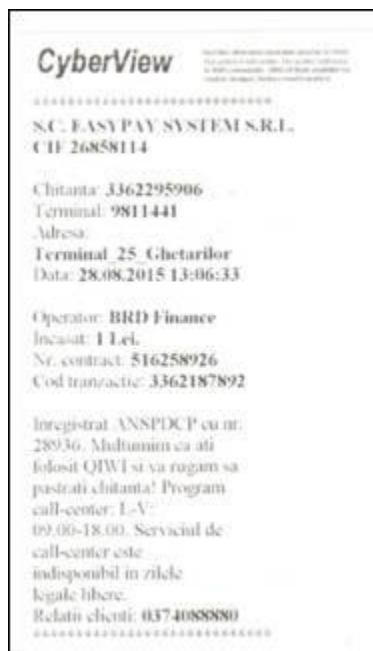 CyberView
****************************
S.C. EASYPAY SYSTEM S.R.L.
CIF 26858114
Chitanta: 3362295906
Terminal: 9811441
Adresa:
Terminal_25_Ghetarilor
Data: 28.08.2015 13:06:33
Operator: BRD Finance
Incasat: 1 Lei.
Nr. contract: 516258926
Cod tranzactie: 3362187892
Inregistrat ANSPDCP cu nr.
28936. Multumim ca ati
folosit QIWI si va rugam sa
pastrati chitanta! Program
call-center: L-V:
09.00-18.00. Serviciul de
call-center este
indisponibil in zilele
legale libere.
Relatii clienti: 0374088880
****************************